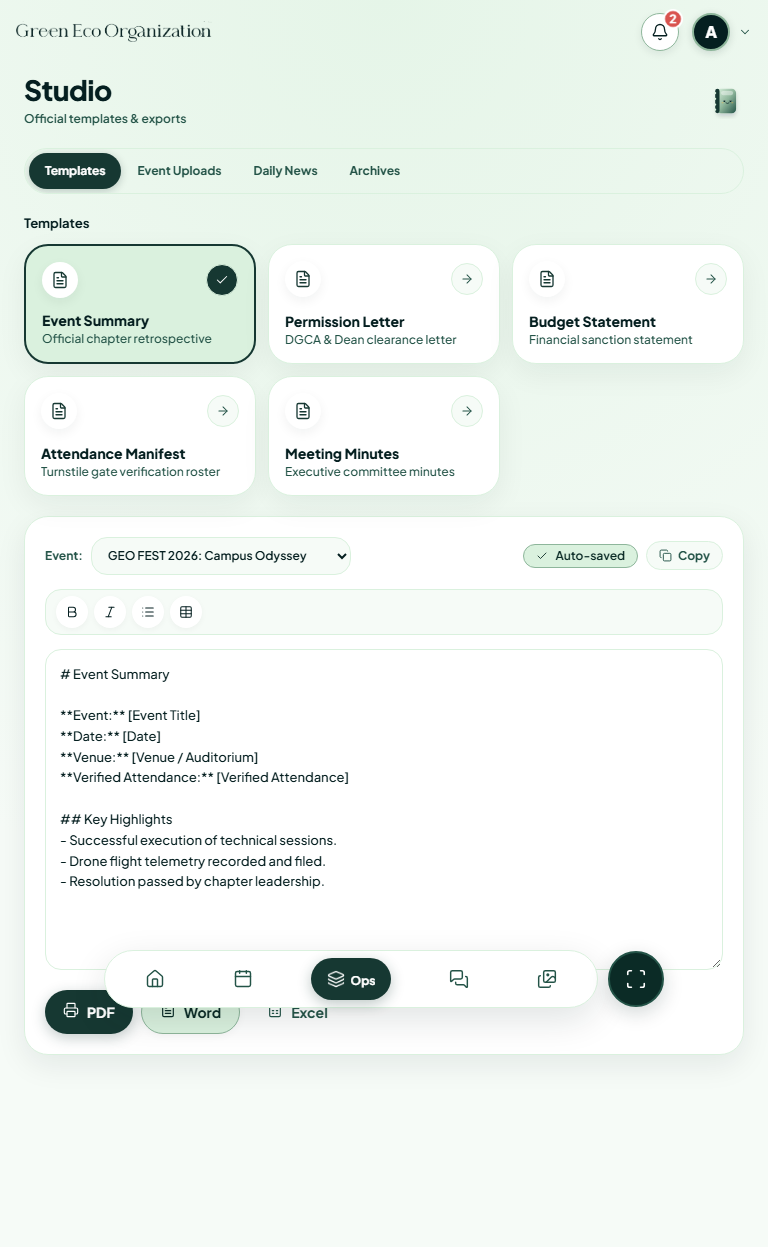 Green Eco Organization
2
A
Studio
Official templates & exports
Templates
Event Uploads
Daily News
Archives
Templates
Event Summary
Official chapter retrospective
Permission Letter
DGCA & Dean clearance letter
Budget Statement
Financial sanction statement
Attendance Manifest
Turnstile gate verification roster
Meeting Minutes
Executive committee minutes
Event:
GEO FEST 2026: Campus Odyssey
Auto-saved
Copy
B
I
# Event Summary
**Event:** [Event Title]
**Date:** [Date]
**Venue:** [Venue / Auditorium]
**Verified Attendance:** [Verified Attendance]
## Key Highlights
- Successful execution of technical sessions.
- Drone flight telemetry recorded and filed.
- Resolution passed by chapter leadership.
Ops
PDF
Word
Excel